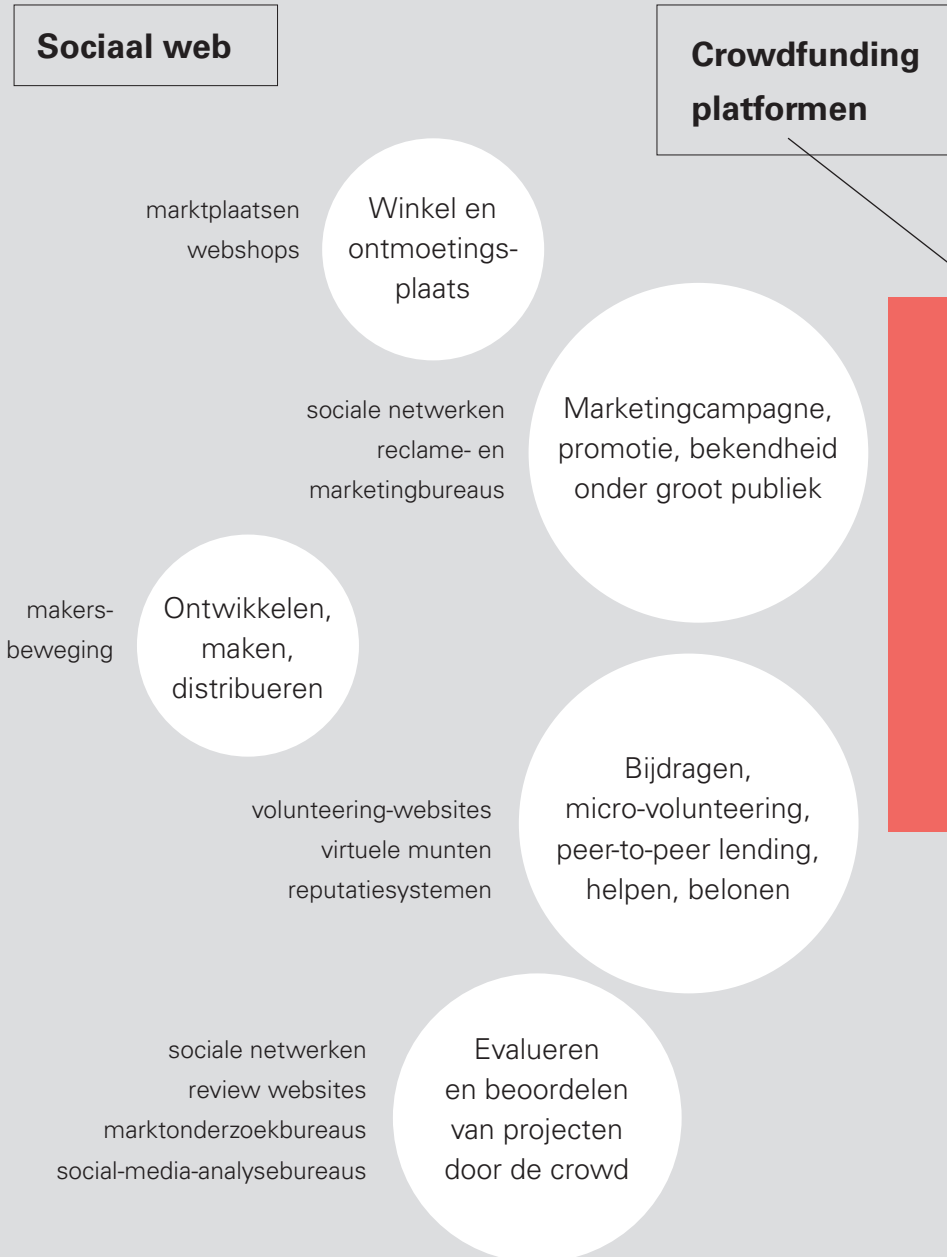 Sociaal web
Crowdfunding
platformen
marktplaatsen
webshops
Winkel en
ontmoetings-
plaats
sociale netwerken
reclame- en
marketingbureaus
Marketingcampagne,
promotie, bekendheid
onder groot publiek
makers-
beweging
Ontwikkelen,
maken,
distribueren
volunteering-websites
virtuele munten
reputatiesystemen
Bijdragen,
micro-volunteering,
peer-to-peer lending,
helpen, belonen
sociale netwerken
review websites
marktonderzoekbureaus
social-media-analysebureaus
Evalueren
en beoordelen
van projecten
door de crowd